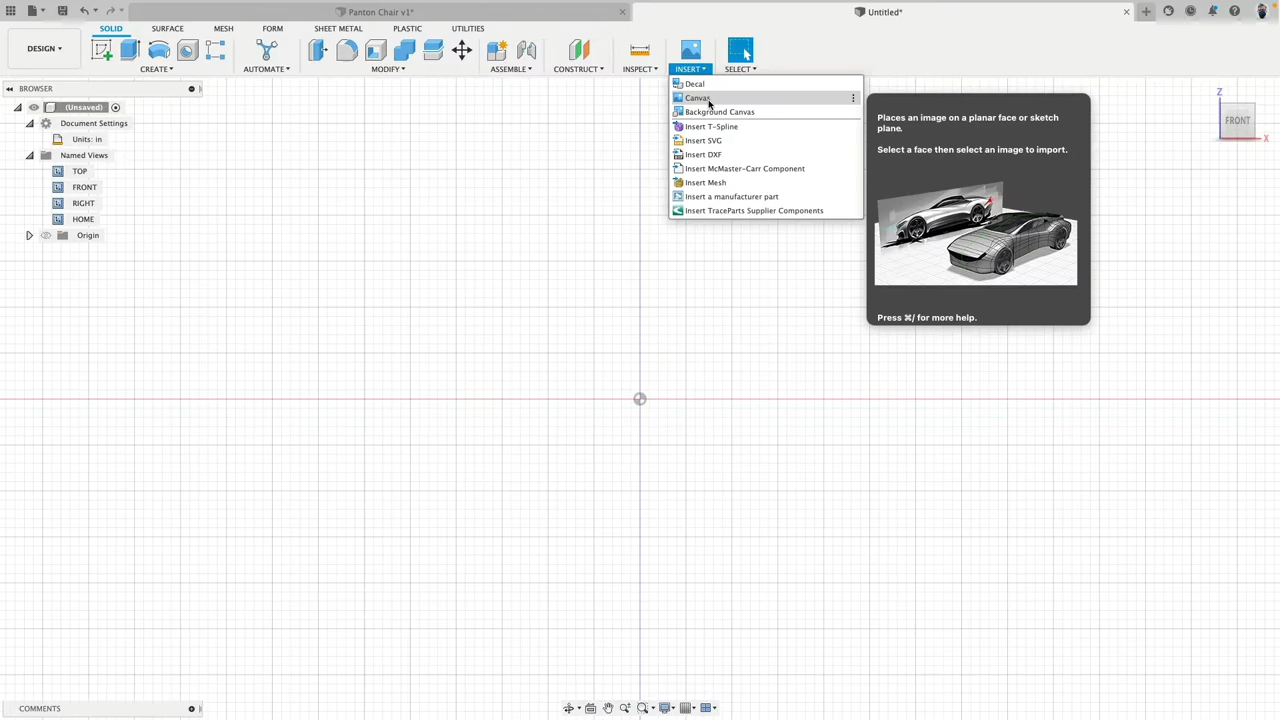 Panton Chair v1*
Untitled*
SOLID
SURFACE
MESH
FORM
SHEET METAL
PLASTIC
UTILITIES
DESIGN
CREATE
AUTOMATE
MODIFY
ASSEMBLE
CONSTRUCT
INSPECT
INSERT
SELECT
BROWSER
(Unsaved)
Document Settings
Units: in
Named Views
TOP
FRONT
RIGHT
HOME
Origin
Decal
Canvas
Background Canvas
Insert T-Spline
Insert SVG
Insert DXF
Insert McMaster-Carr Component
Insert Mesh
Insert a manufacturer part
Insert TraceParts Supplier Components
Places an image on a planar face or sketch
plane.
Select a face then select an image to import.
Press ⌘/ for more help.
Z
FRONT
X
COMMENTS